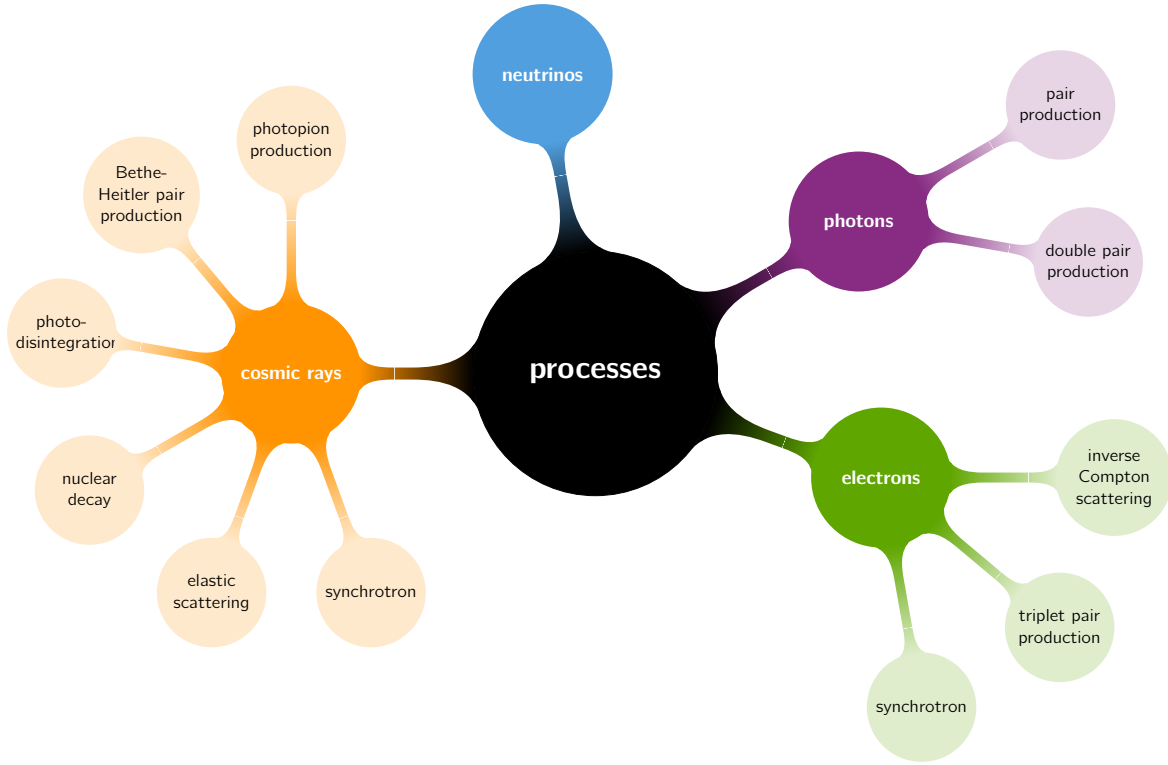 neutrinos
pair
production
photopion
production
Bethe-
Heitler pair
production
photons
double pair
production
photo-
disintegration
processes
cosmic rays
inverse
Compton
scattering
electrons
nuclear
decay
elastic
scattering
synchrotron
triplet pair
production
synchrotron